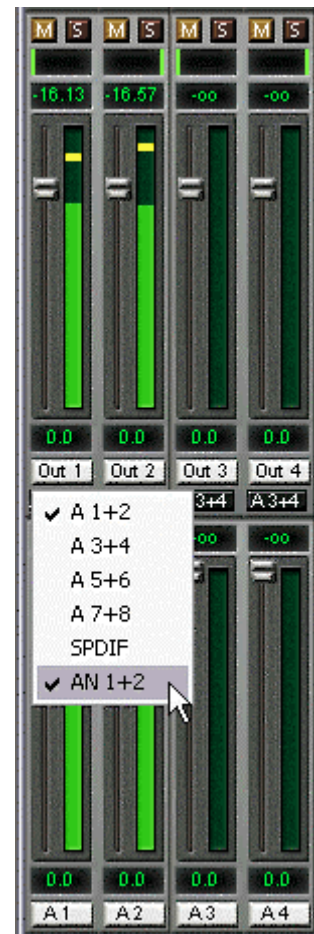 M S M S M S M S
-16.13 -16.57 -oo -oo
0.0 0.0 0.0 0.0
Out 1 Out 2 Out 3 Out 4
3+4 A 3+4
✔ A 1+2
A 3+4
A 5+6
A 7+8
SPDIF
✔ AN 1+2
-oo -oo
0.0 0.0 0.0 0.0
A 1 A 2 A 3 A 4